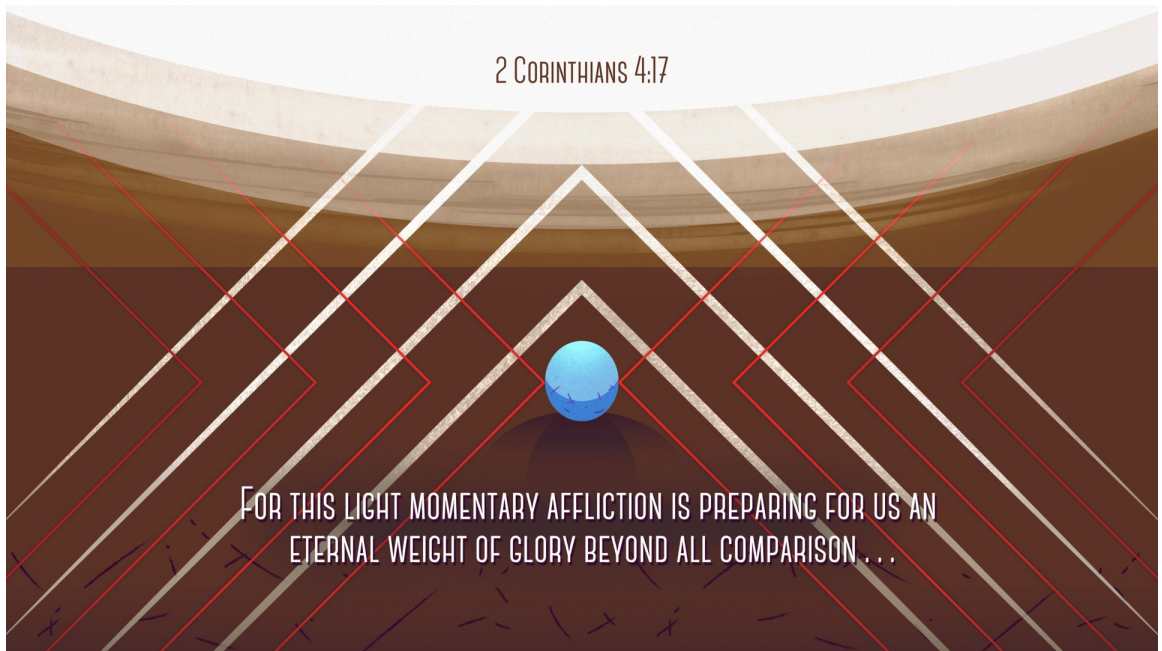 2 Corinthians 4:17
For this light momentary affliction is preparing for us an
eternal weight of glory beyond all comparison . . .